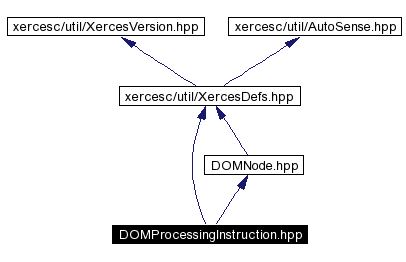 xercesc/util/XercesVersion.hpp
xercesc/util/AutoSense.hpp
xercesc/util/XercesDefs.hpp
DOMNode.hpp
DOMProcessingInstruction.hpp